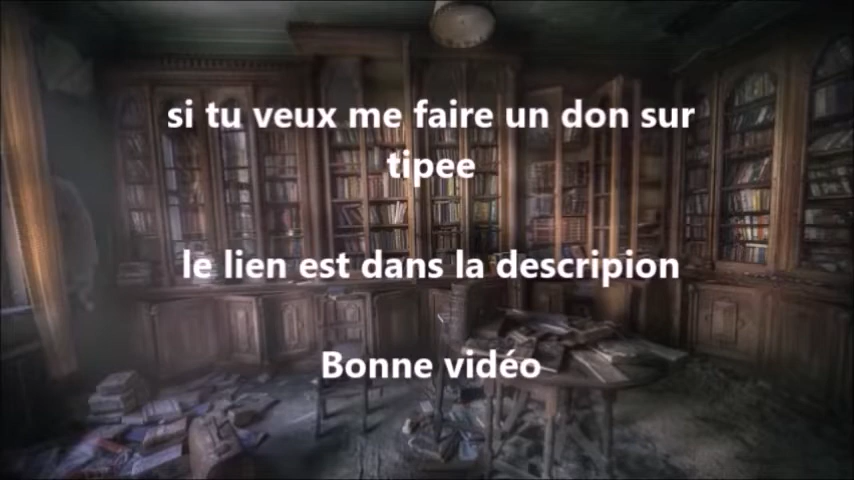 si tu veux me faire un don sur
tipee
le lien est dans la descripion
Bonne vidéo